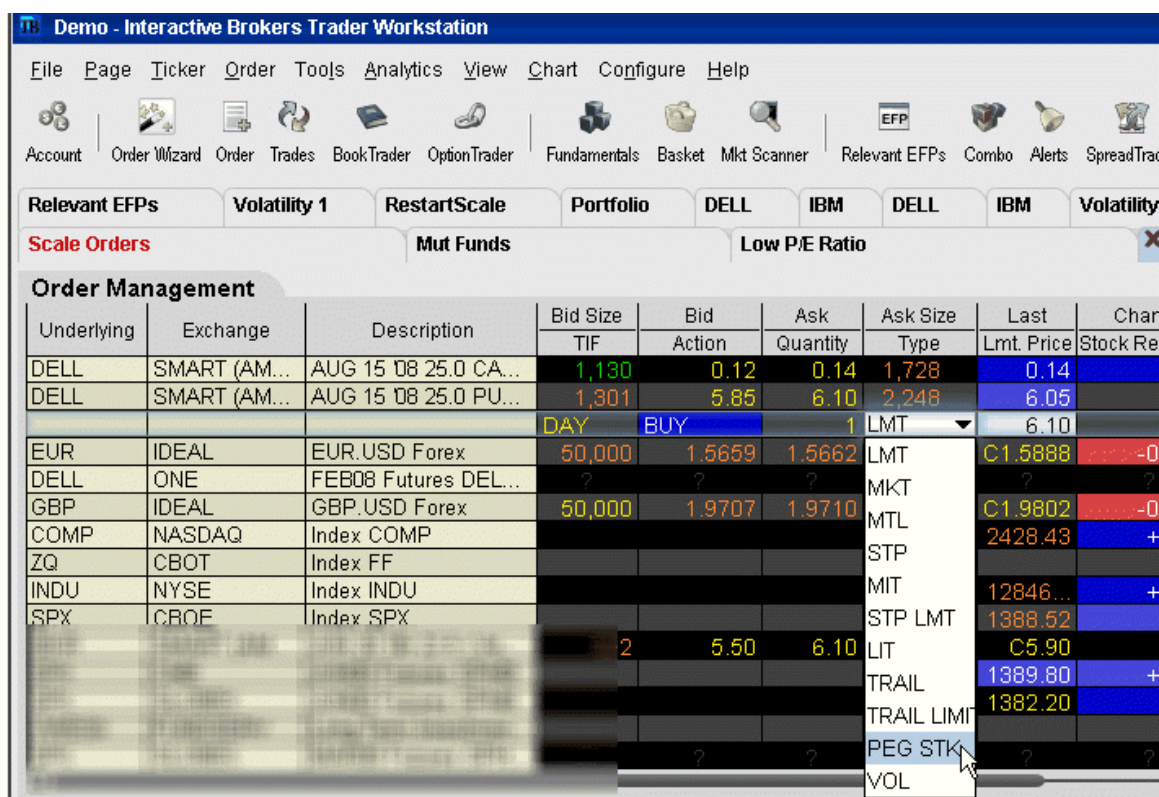 Demo - Interactive Brokers Trader Workstation
File Page Ticker Order Tools Analytics View Chart Configure Help
EFP
Account Order Wizard Order Trades BookTrader OptionTrader Fundamentals Basket Mkt Scanner Relevant EFPs Combo Alerts SpreadTrad
Relevant EFPs Volatility 1 RestartScale Portfolio DELL IBM DELL IBM Volatility
Scale Orders Mut Funds Low P/E Ratio
Order Management
Underlying Exchange Description Bid Size Bid Ask Ask Size Last Chan
TIF Action Quantity Type Lmt. Price Stock Re
DELL SMART (AM... AUG 15 '08 25.0 CA... 1,130 0.12 0.14 1,728 0.14
DELL SMART (AM... AUG 15 '08 25.0 PU... 1,301 5.85 6.10 2,248 6.05
DAY BUY 1 LMT 6.10
EUR IDEAL EUR.USD Forex 50,000 1.5659 1.5662 LMT C1.5888 -0
DELL ONE FEB08 Futures DEL... ? ? ? MKT ? ?
GBP IDEAL GBP.USD Forex 50,000 1.9707 1.9710 MTL C1.9802 -0
COMP NASDAQ Index COMP 2428.43 +
ZQ CBOT Index FF STP
INDU NYSE Index INDU MIT 12846... +
SPX CBOE Index SPX STP LMT 1388.52
2 5.50 6.10 LIT C5.90
TRAIL 1389.80 +
TRAIL LIMIT 1382.20
PEG STK ? ? ? ?
VOL